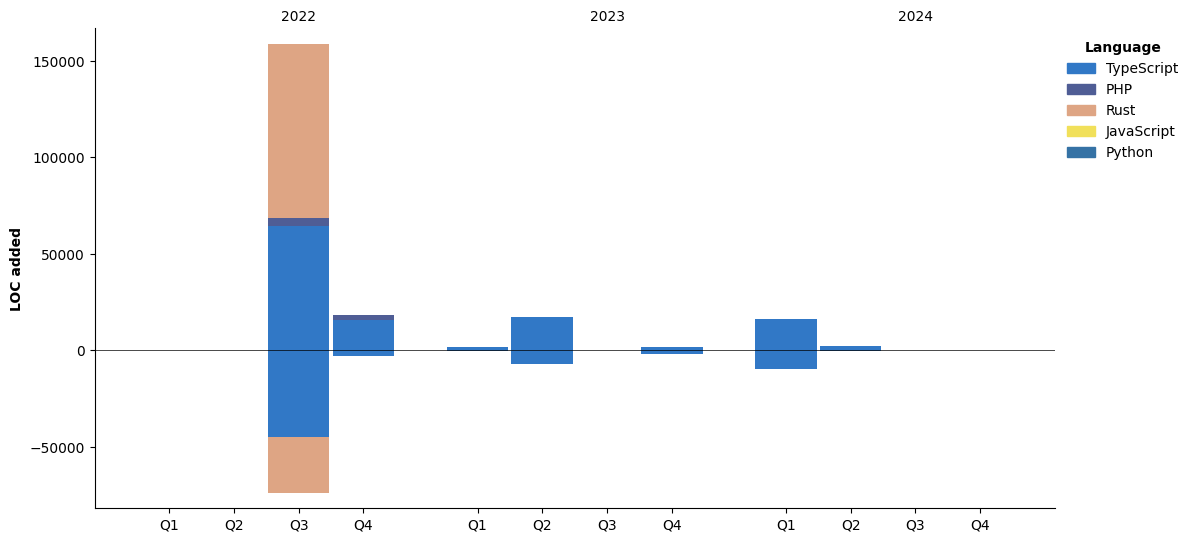 2022 2023 2024
Language
TypeScript
PHP
Rust
JavaScript
Python
LOC added
150000
100000
50000
0
−50000
Q1 Q2 Q3 Q4 Q1 Q2 Q3 Q4 Q1 Q2 Q3 Q4